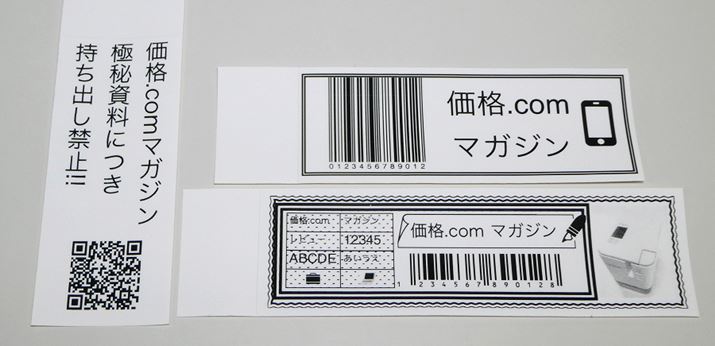 価格.comマガジン
極秘資料につき
持ち出し禁止!!
価格.com
マガジン
0123456789012
価格.com マガジン
レビュー 12345
ABCDE あいうえ
価格.com マガジン
1 234567 890128